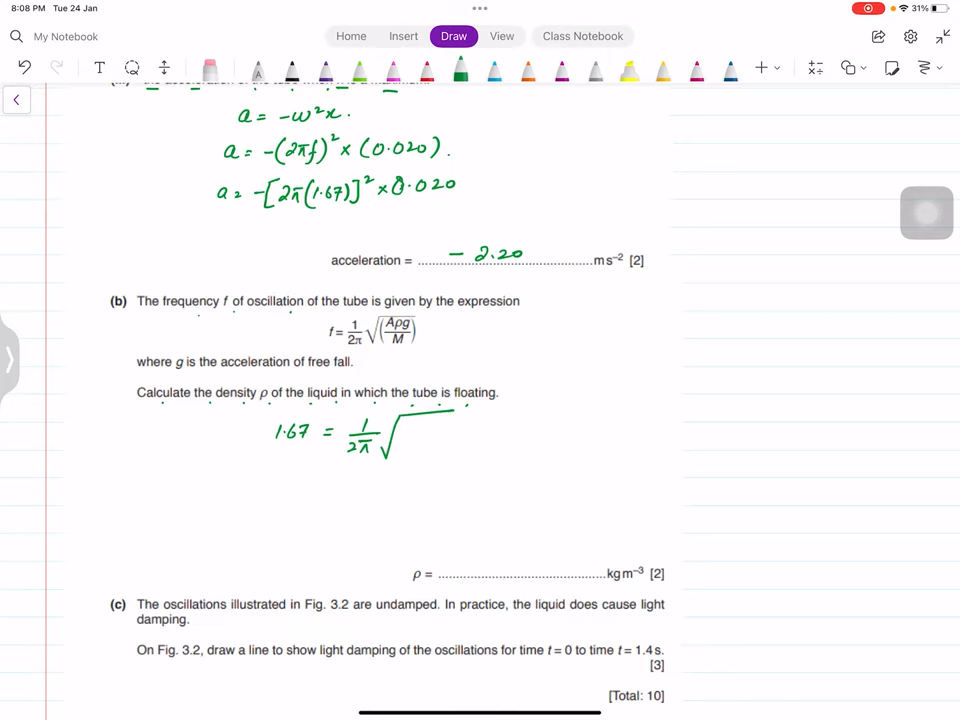 8:08 PM Tue 24 Jan 31%
My Notebook Home Insert Draw View Class Notebook
a = -ω²x.
a = -(2πf)² × (0.020).
a = -[2π(1.67)]² × 0.020
acceleration = - 2.20 m s⁻² [2]
(b) The frequency f of oscillation of the tube is given by the expression
f = 1/2π √(Aρg/M)
where g is the acceleration of free fall.
Calculate the density ρ of the liquid in which the tube is floating.
1.67 = 1/2π √
ρ = ................................................ kg m⁻³ [2]
(c) The oscillations illustrated in Fig. 3.2 are undamped. In practice, the liquid does cause light
damping.
On Fig. 3.2, draw a line to show light damping of the oscillations for time t = 0 to time t = 1.4 s.
[3]
[Total: 10]